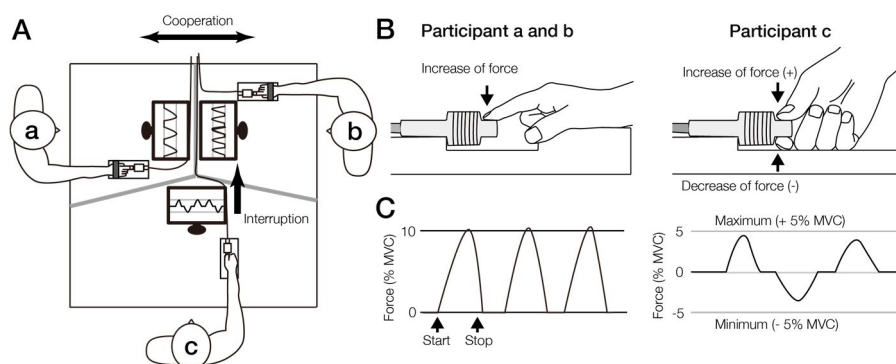 A
Cooperation
a
b
Interruption
c
B
Participant a and b
Increase of force
Participant c
Increase of force (+)
Decrease of force (-)
C
Force (% MVC)
10
0
Start
Stop
Maximum (+ 5% MVC)
Force (% MVC)
5
0
-5
Minimum (- 5% MVC)